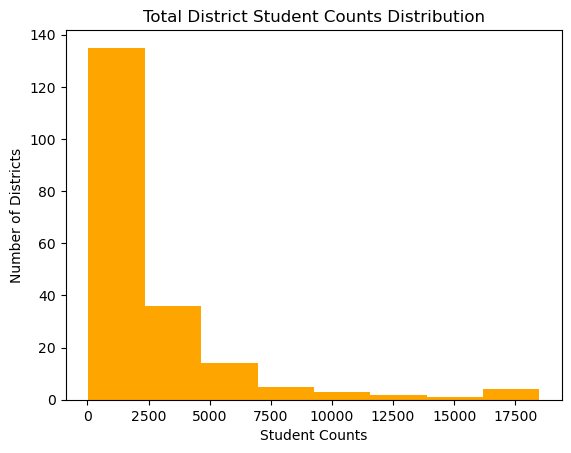 Total District Student Counts Distribution
140
120
100
80
60
40
20
0
Number of Districts
0 2500 5000 7500 10000 12500 15000 17500
Student Counts